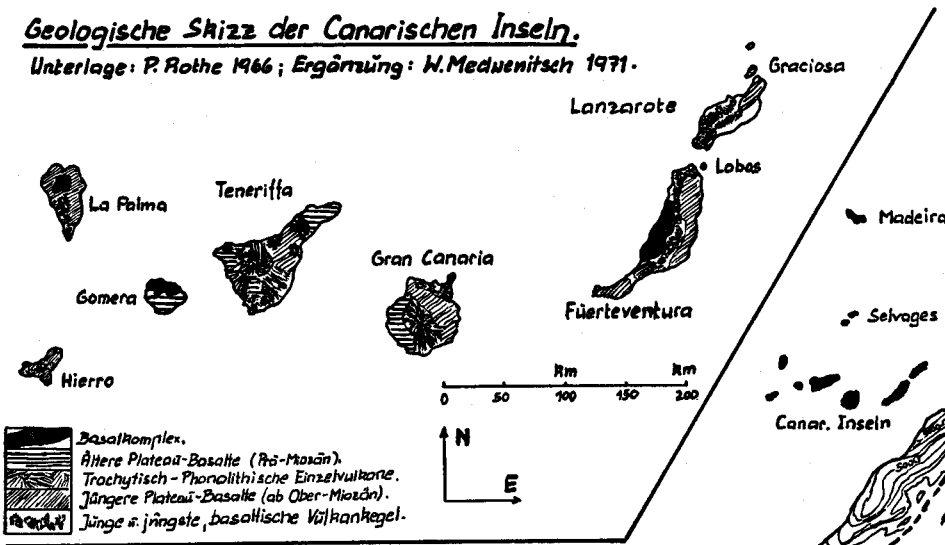 Geologische Skizz der Canarischen Inseln.
Unterlage: P. Rothe 1966; Ergänzung: W. Medwenitsch 1971.
Graciosa
Lanzarote
Lobos
La Palma
Teneriffa
Madeira
Gran Canaria
Gomera
Füerteventura
Selvages
Hierro
Km Km
0 50 100 150 200
Canar. Inseln
N
E
Basalkomplex.
Ältere Plateau-Basalte (Prä-Miozän).
Trachytisch-Phonolithische Einzelvulkane.
Jüngere Plateau-Basalte (ab Ober-Miozän).
Junge u. jüngste, basaltische Vulkankegel.